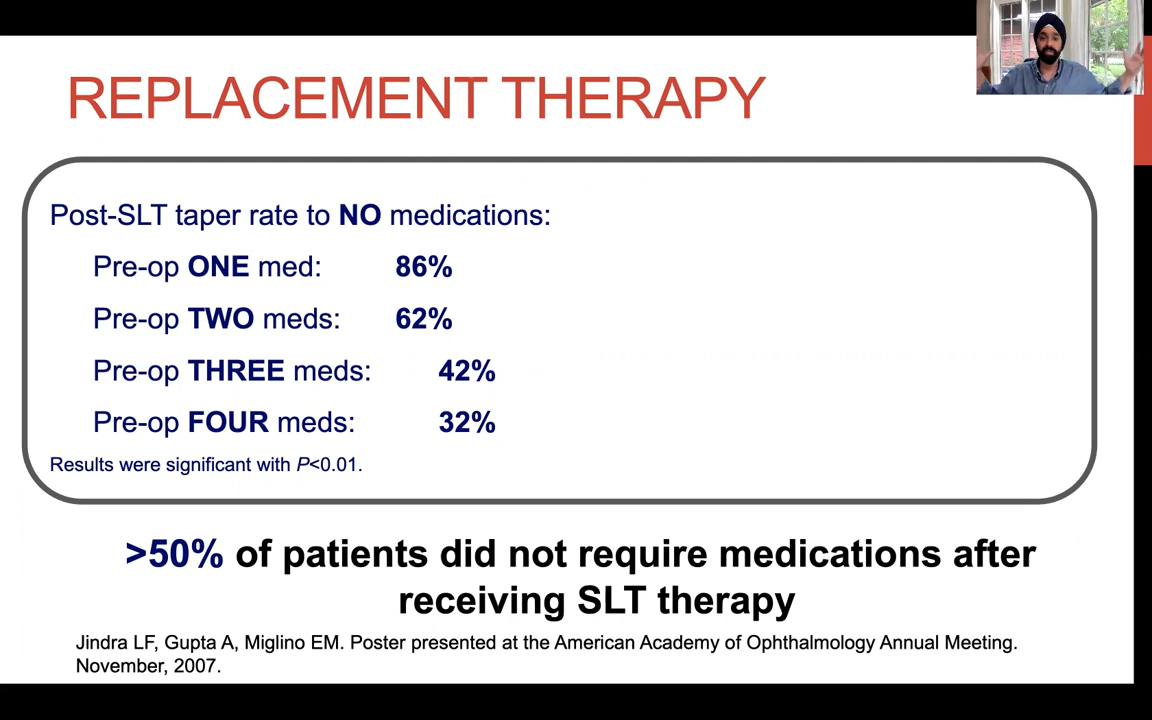 REPLACEMENT THERAPY
Post-SLT taper rate to NO medications:
Pre-op ONE med: 86%
Pre-op TWO meds: 62%
Pre-op THREE meds: 42%
Pre-op FOUR meds: 32%
Results were significant with P<0.01.
>50% of patients did not require medications after
receiving SLT therapy
Jindra LF, Gupta A, Miglino EM. Poster presented at the American Academy of Ophthalmology Annual Meeting.
November, 2007.